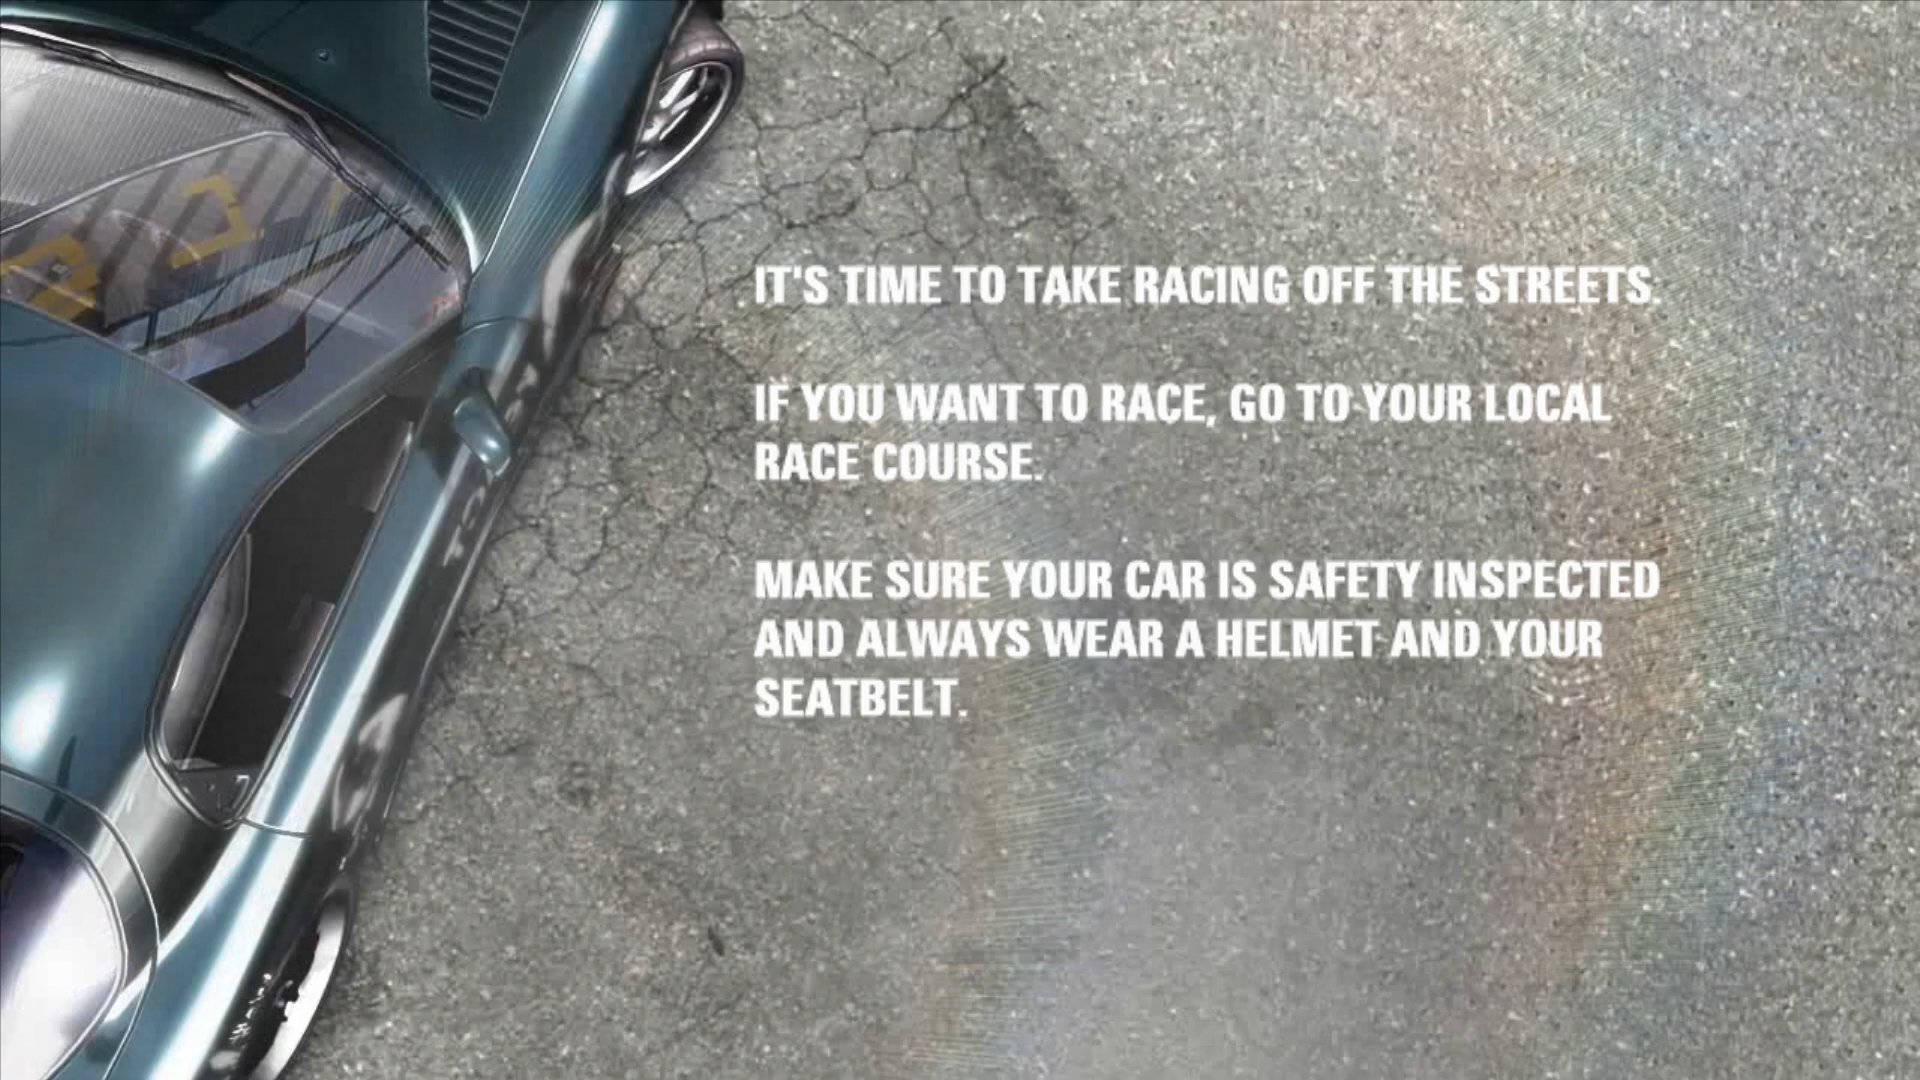 IT'S TIME TO TAKE RACING OFF THE STREETS.
IF YOU WANT TO RACE, GO TO YOUR LOCAL
RACE COURSE.
MAKE SURE YOUR CAR IS SAFETY INSPECTED
AND ALWAYS WEAR A HELMET AND YOUR
SEATBELT.